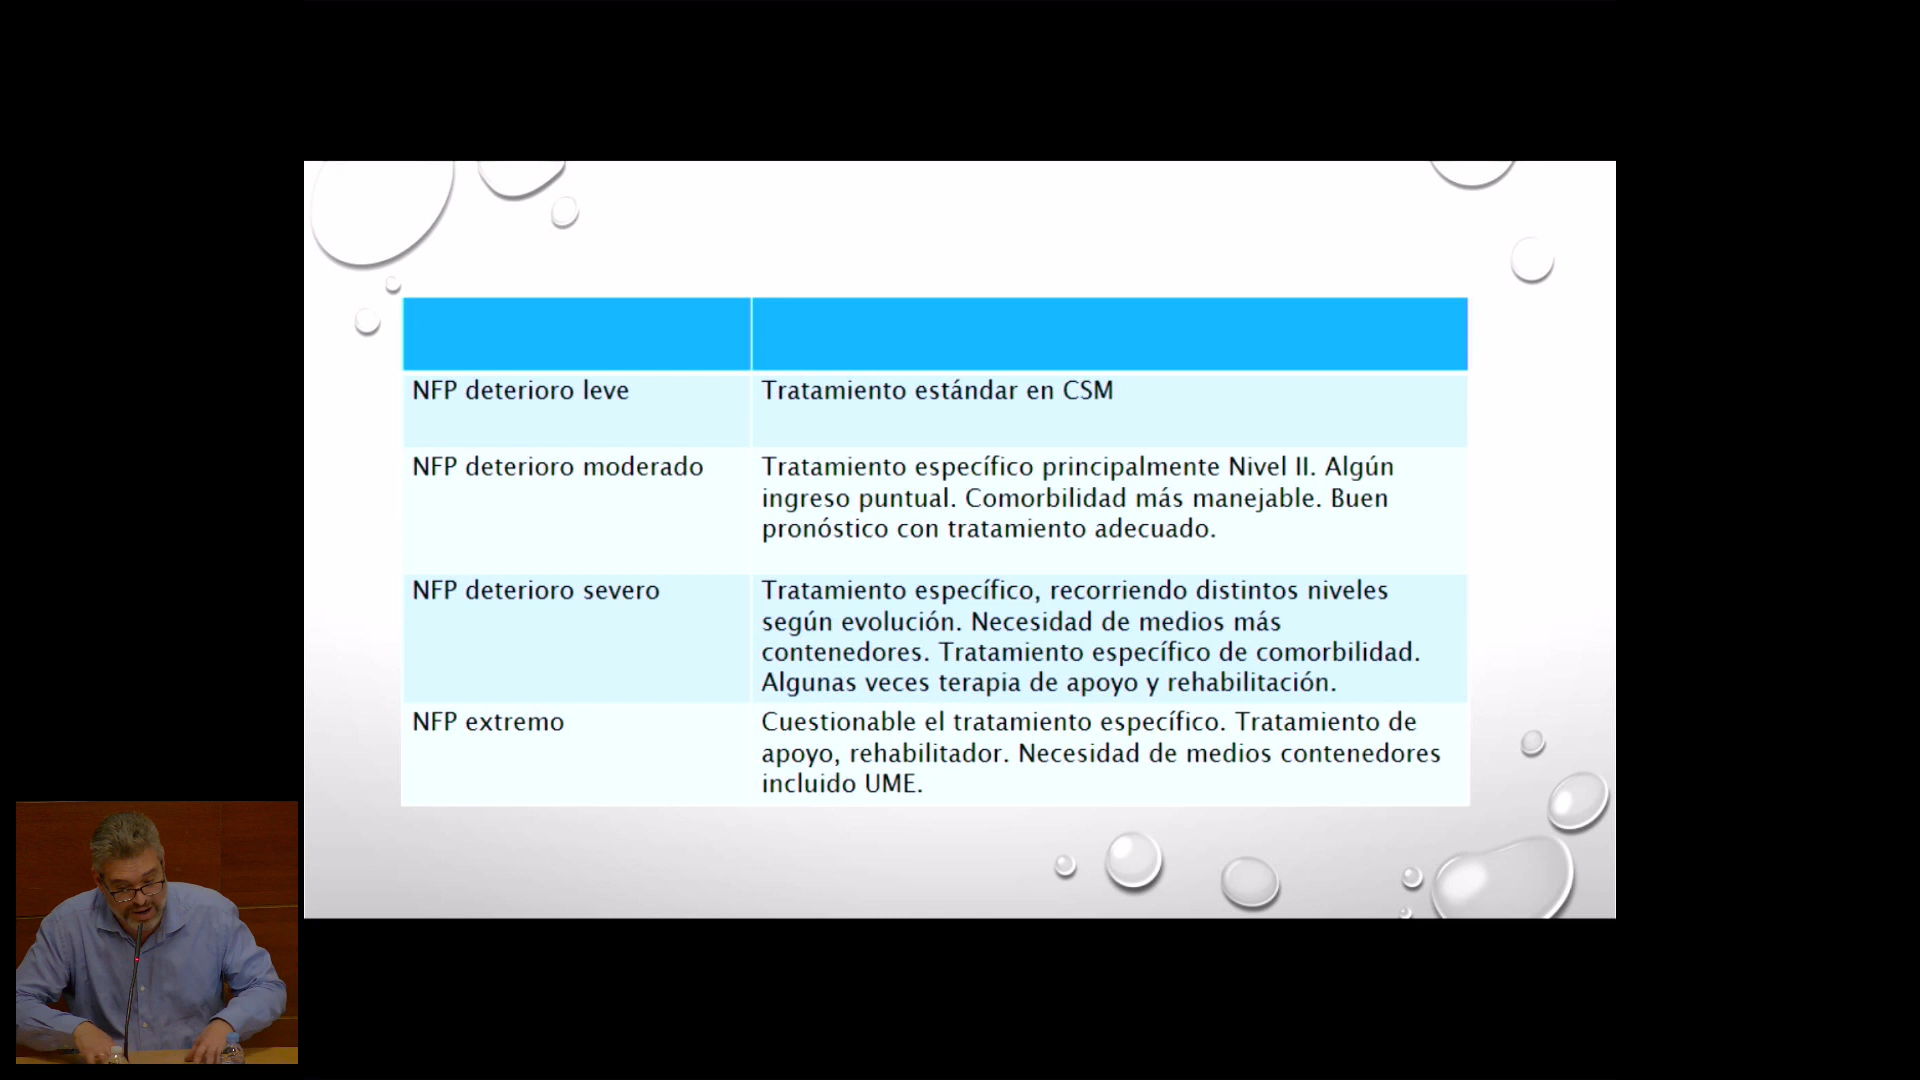 NFP deterioro leve
Tratamiento estándar en CSM
NFP deterioro moderado
Tratamiento específico principalmente Nivel II. Algún
ingreso puntual. Comorbilidad más manejable. Buen
pronóstico con tratamiento adecuado.
NFP deterioro severo
Tratamiento específico, recorriendo distintos niveles
según evolución. Necesidad de medios más
contenedores. Tratamiento específico de comorbilidad.
Algunas veces terapia de apoyo y rehabilitación.
NFP extremo
Cuestionable el tratamiento específico. Tratamiento de
apoyo, rehabilitador. Necesidad de medios contenedores
incluido UME.